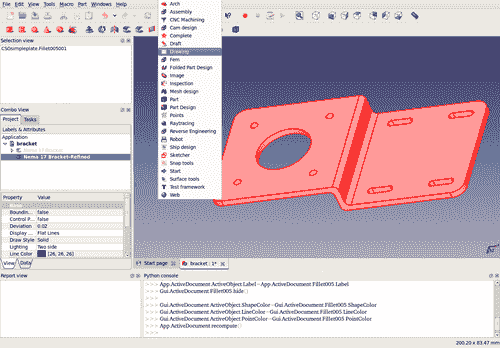 File Edit View Tools Macro Part Windows Help
Selection view
Combo View
Project Tasks
Labels & Attributes
Application
bracket
Nema 17 Bracket
Nema 17 Bracket-Refined
Property Value
Boundin... false
Control P... false
Deviation 0.02
Display ... Flat Lines
Draw Style Solid
Lighting Two side
Line Color [26, 26, 26]
View Data
Report view
Arch
Assembly
CNC Machining
Cam design
Complete
Draft
Drawing
Fem
Folded Part Design
Image
Inspection
Mesh design
Part
Part Design
Points
Raytracing
Reverse Engineering
Robot
Ship design
Sketcher
Snap tools
Start
Surface tools
Test framework
Web
Start page
bracket : 1*
Python console
App.ActiveDocument.ActiveObject.Label=App.ActiveDocument.Fillet005.Label
Gui.ActiveDocument.Fillet005.hide()
>>>
>>>
Gui.ActiveDocument.ActiveObject.ShapeColor=Gui.ActiveDocument.Fillet005.ShapeColor
Gui.ActiveDocument.ActiveObject.LineColor=Gui.ActiveDocument.Fillet005.LineColor
Gui.ActiveDocument.ActiveObject.PointColor=Gui.ActiveDocument.Fillet005.PointColor
App.ActiveDocument.recompute()
>>>
200.20 x 83.47 mm